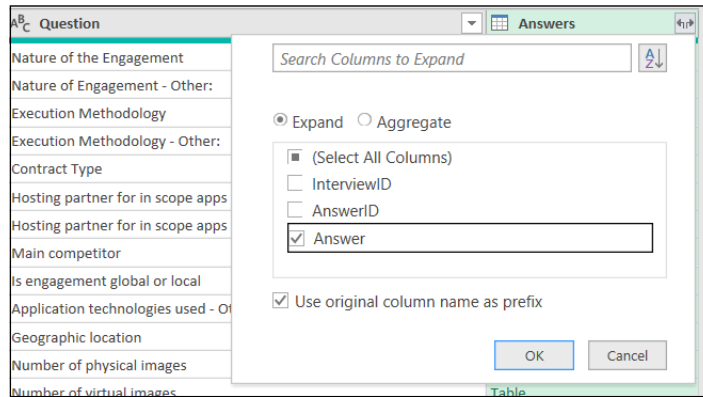 ABC Question Answers
Search Columns to Expand
AZ
Nature of the Engagement
Nature of Engagement - Other:
Execution Methodology
Execution Methodology - Other:
Contract Type
Hosting partner for in scope apps
Hosting partner for in scope apps
Main competitor
Is engagement global or local
Application technologies used - Ot
Geographic location
Number of physical images
Number of virtual images
Expand Aggregate
(Select All Columns)
InterviewID
AnswerID
Answer
Use original column name as prefix
OK Cancel
Table